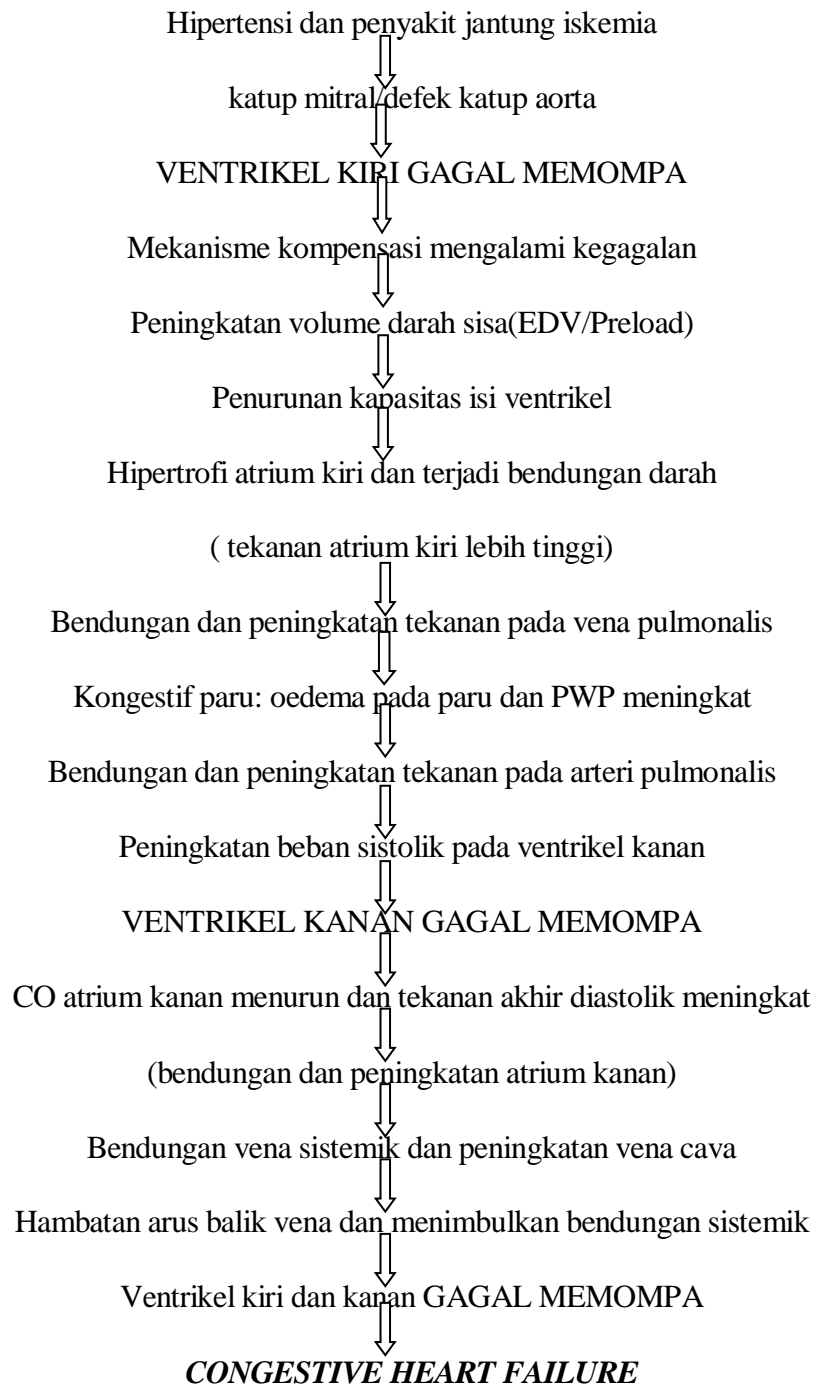 Hipertensi dan penyakit jantung iskemia
katup mitral/defek katup aorta
VENTRIKEL KIRI GAGAL MEMOMPA
Mekanisme kompensasi mengalami kegagalan
Peningkatan volume darah sisa(EDV/Preload)
Penurunan kapasitas isi ventrikel
Hipertrofi atrium kiri dan terjadi bendungan darah
( tekanan atrium kiri lebih tinggi)
Bendungan dan peningkatan tekanan pada vena pulmonalis
Kongestif paru: oedema pada paru dan PWP meningkat
Bendungan dan peningkatan tekanan pada arteri pulmonalis
Peningkatan beban sistolik pada ventrikel kanan
VENTRIKEL KANAN GAGAL MEMOMPA
CO atrium kanan menurun dan tekanan akhir diastolik meningkat
(bendungan dan peningkatan atrium kanan)
Bendungan vena sistemik dan peningkatan vena cava
Hambatan arus balik vena dan menimbulkan bendungan sistemik
Ventrikel kiri dan kanan GAGAL MEMOMPA
CONGESTIVE HEART FAILURE